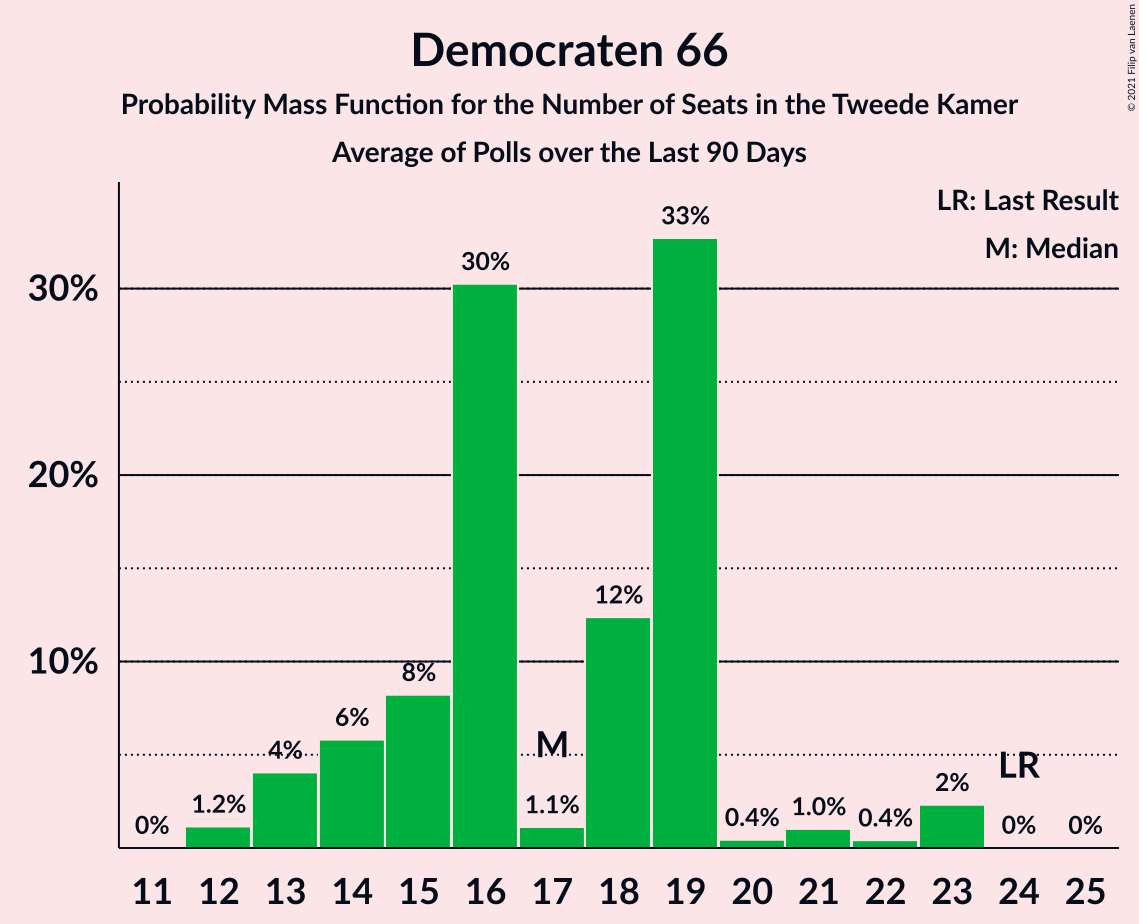 Democraten 66
Probability Mass Function for the Number of Seats in the Tweede Kamer
Average of Polls over the Last 90 Days
© 2021 Filip van Laenen
LR: Last Result
M: Median
30%
20%
10%
0%
1.2%
4%
6%
8%
30%
1.1%
12%
33%
0.4%
1.0%
0.4%
2%
0%
0%
M
LR
11 12 13 14 15 16 17 18 19 20 21 22 23 24 25